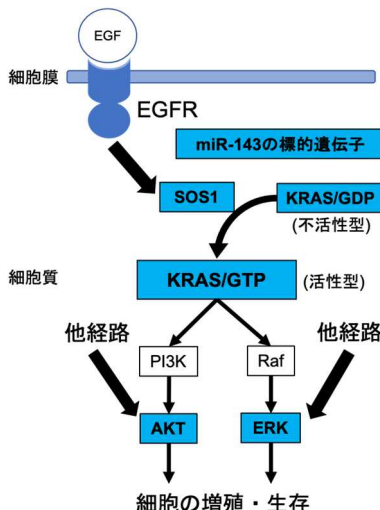 EGF
細胞膜
EGFR
miR-143の標的遺伝子
SOS1
KRAS/GDP
(不活性型)
細胞質
KRAS/GTP
(活性型)
他経路
他経路
PI3K
Raf
AKT
ERK
細胞の増殖・生存